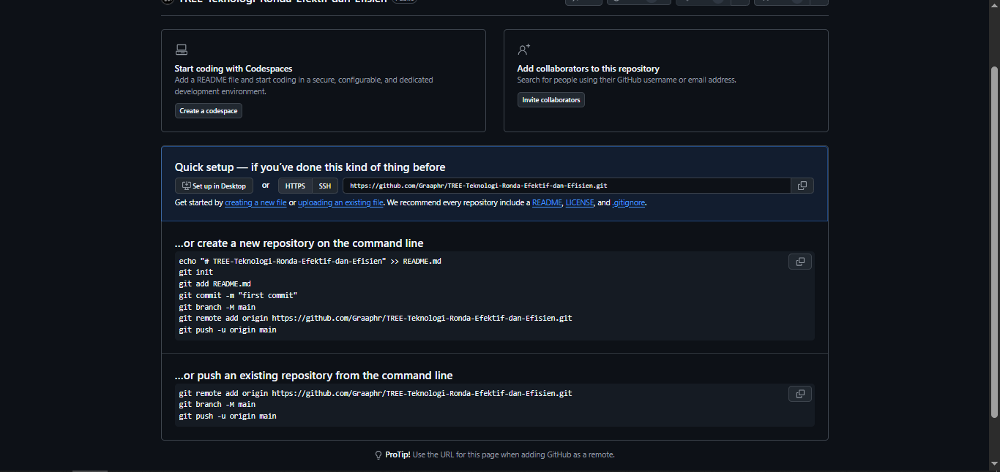 TREE-Teknologi-Ronda-Efektif-dan-Efisien
Start coding with Codespaces
Add a README file and start coding in a secure, configurable, and dedicated
development environment.
Create a codespace
Add collaborators to this repository
Search for people using their GitHub username or email address.
Invite collaborators
Quick setup — if you've done this kind of thing before
Set up in Desktop or HTTPS SSH https://github.com/Graaphr/TREE-Teknologi-Ronda-Efektif-dan-Efisien.git
Get started by creating a new file or uploading an existing file. We recommend every repository include a README, LICENSE, and .gitignore.
...or create a new repository on the command line
echo "# TREE-Teknologi-Ronda-Efektif-dan-Efisien" >> README.md
git init
git add README.md
git commit -m "first commit"
git branch -M main
git remote add origin https://github.com/Graaphr/TREE-Teknologi-Ronda-Efektif-dan-Efisien.git
git push -u origin main
...or push an existing repository from the command line
git remote add origin https://github.com/Graaphr/TREE-Teknologi-Ronda-Efektif-dan-Efisien.git
git branch -M main
git push -u origin main
ProTip! Use the URL for this page when adding GitHub as a remote.